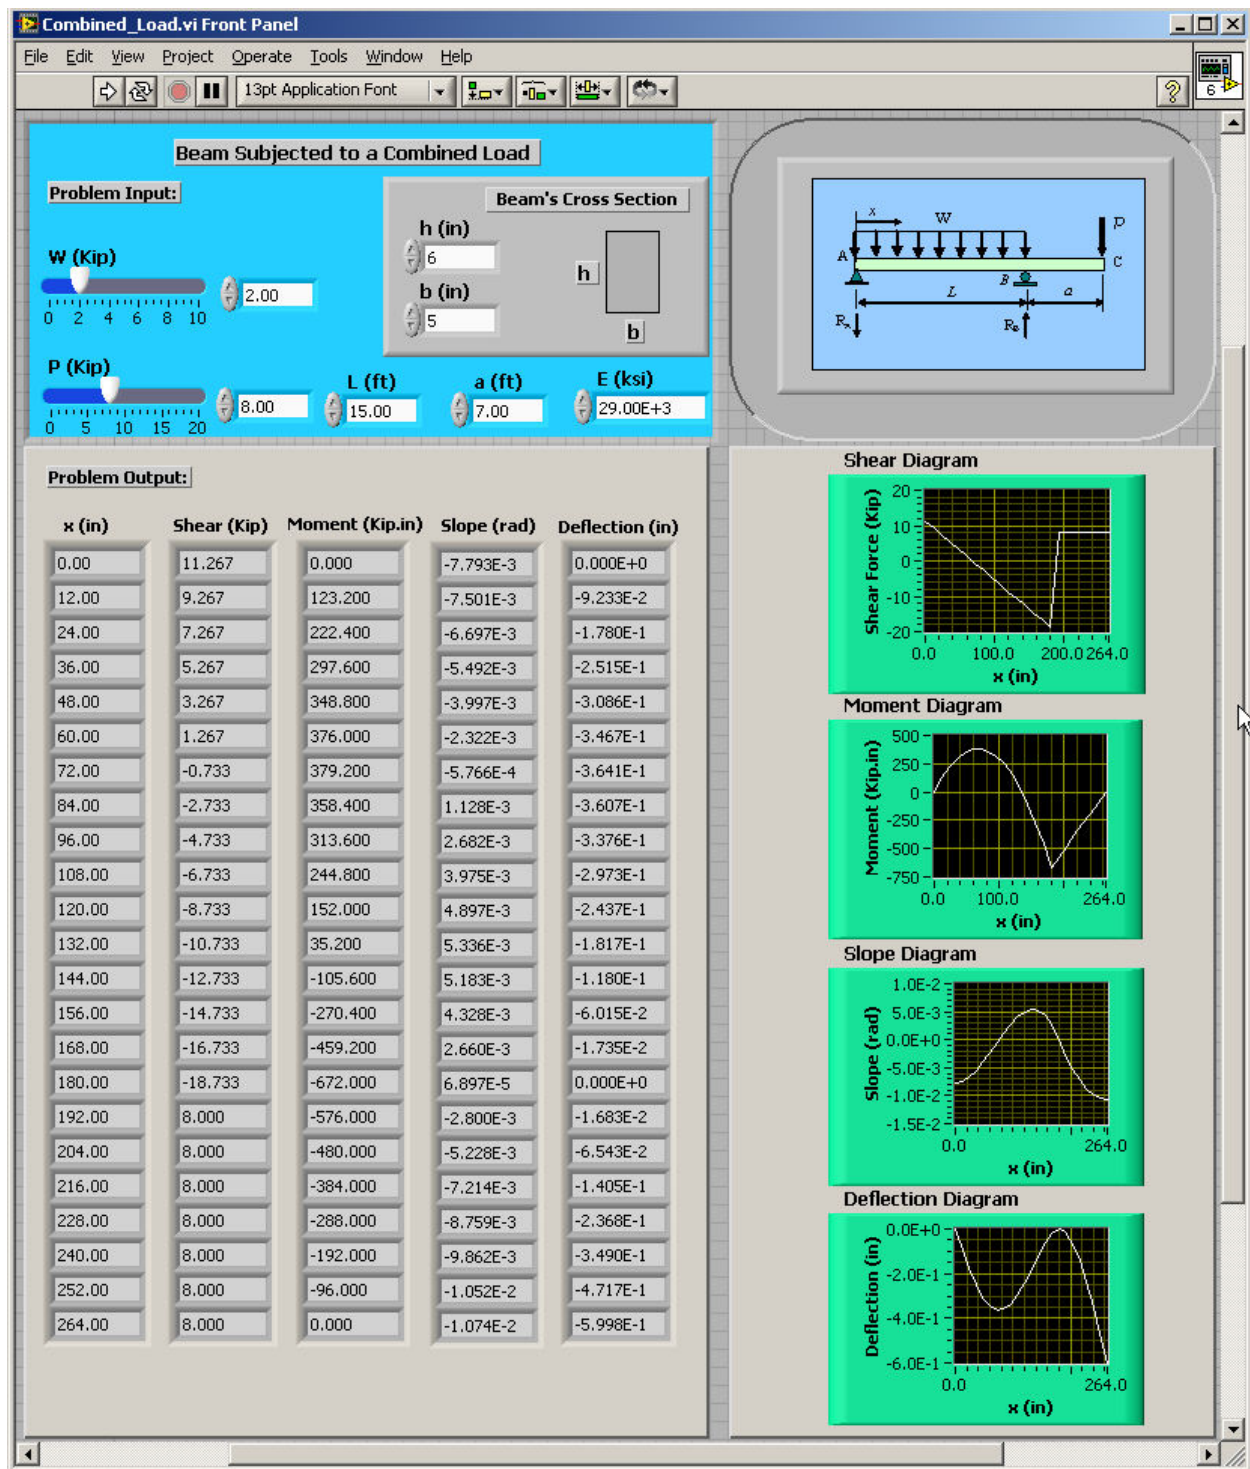 Combined_Load.vi Front Panel
File Edit View Project Operate Tools Window Help
13pt Application Font
6
Beam Subjected to a Combined Load
Problem Input:
Beam's Cross Section
h (in)
6
b (in)
5
h
b
W (Kip)
2.00
0 2 4 6 8 10
P (Kip)
8.00
0 5 10 15 20
L (ft)
15.00
a (ft)
7.00
E (ksi)
29.00E+3
x W P
A B C
L a
Problem Output:
x (in) Shear (Kip) Moment (Kip.in) Slope (rad) Deflection (in)
0.00 11.267 0.000 -7.793E-3 0.000E+0
12.00 9.267 123.200 -7.501E-3 -9.233E-2
24.00 7.267 222.400 -6.697E-3 -1.780E-1
36.00 5.267 297.600 -5.492E-3 -2.515E-1
48.00 3.267 348.800 -3.997E-3 -3.086E-1
60.00 1.267 376.000 -2.322E-3 -3.467E-1
72.00 -0.733 379.200 -5.766E-4 -3.641E-1
84.00 -2.733 358.400 1.128E-3 -3.607E-1
96.00 -4.733 313.600 2.682E-3 -3.376E-1
108.00 -6.733 244.800 3.975E-3 -2.973E-1
120.00 -8.733 152.000 4.897E-3 -2.437E-1
132.00 -10.733 35.200 5.336E-3 -1.817E-1
144.00 -12.733 -105.600 5.183E-3 -1.180E-1
156.00 -14.733 -270.400 4.328E-3 -6.015E-2
168.00 -16.733 -459.200 2.660E-3 -1.735E-2
180.00 -18.733 -672.000 6.897E-5 0.000E+0
192.00 8.000 -576.000 -2.800E-3 -1.683E-2
204.00 8.000 -480.000 -5.228E-3 -6.543E-2
216.00 8.000 -384.000 -7.214E-3 -1.405E-1
228.00 8.000 -288.000 -8.759E-3 -2.368E-1
240.00 8.000 -192.000 -9.862E-3 -3.490E-1
252.00 8.000 -96.000 -1.052E-2 -4.717E-1
264.00 8.000 0.000 -1.074E-2 -5.998E-1
Shear Diagram
Shear Force (Kip)
20
10
0
-10
-20
0.0 100.0 200.0 264.0
x (in)
Moment Diagram
Moment (Kip.in)
500
250
0
-250
-500
-750
0.0 100.0 264.0
x (in)
Slope Diagram
Slope (rad)
1.0E-2
5.0E-3
0.0E+0
-5.0E-3
-1.0E-2
-1.5E-2
0.0 264.0
x (in)
Deflection Diagram
Deflection (in)
0.0E+0
-2.0E-1
-4.0E-1
-6.0E-1
0.0 264.0
x (in)